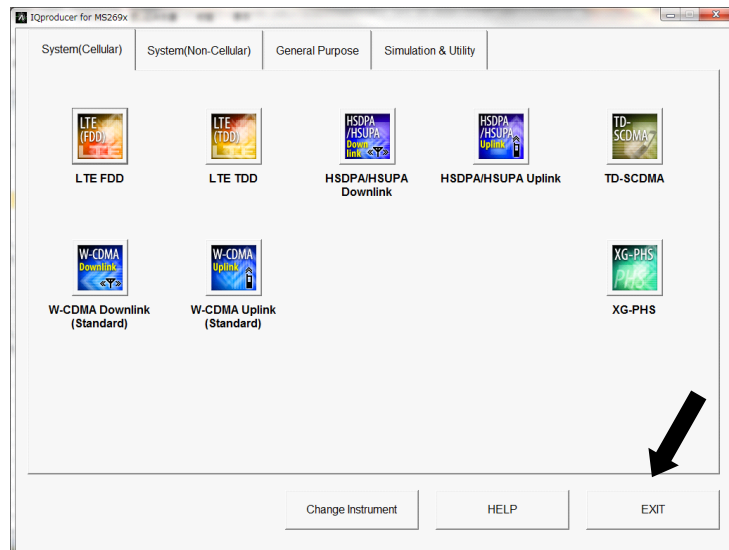 IQproducer for MS269x
System(Cellular) System(Non-Cellular) General Purpose Simulation & Utility
LTE (FDD) LTE (TDD) HSDPA /HSUPA Down link HSDPA /HSUPA Uplink TD- SCDMA
LTE FDD LTE TDD HSDPA/HSUPA Downlink HSDPA/HSUPA Uplink TD-SCDMA
W-CDMA Downlink W-CDMA Uplink XG-PHS PHS
W-CDMA Downlink (Standard) W-CDMA Uplink (Standard) XG-PHS
Change Instrument HELP EXIT